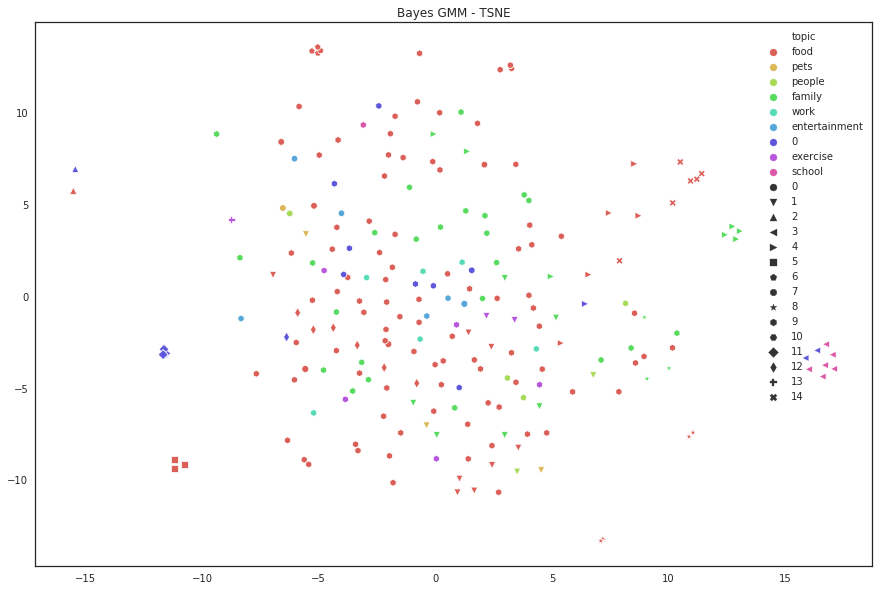 Bayes GMM - TSNE
topic
food
pets
people
family
work
entertainment
0
exercise
school
0
1
2
3
4
5
6
7
8
9
10
11
12
13
14
10
5
0
−5
−10
−15 −10 −5 0 5 10 15